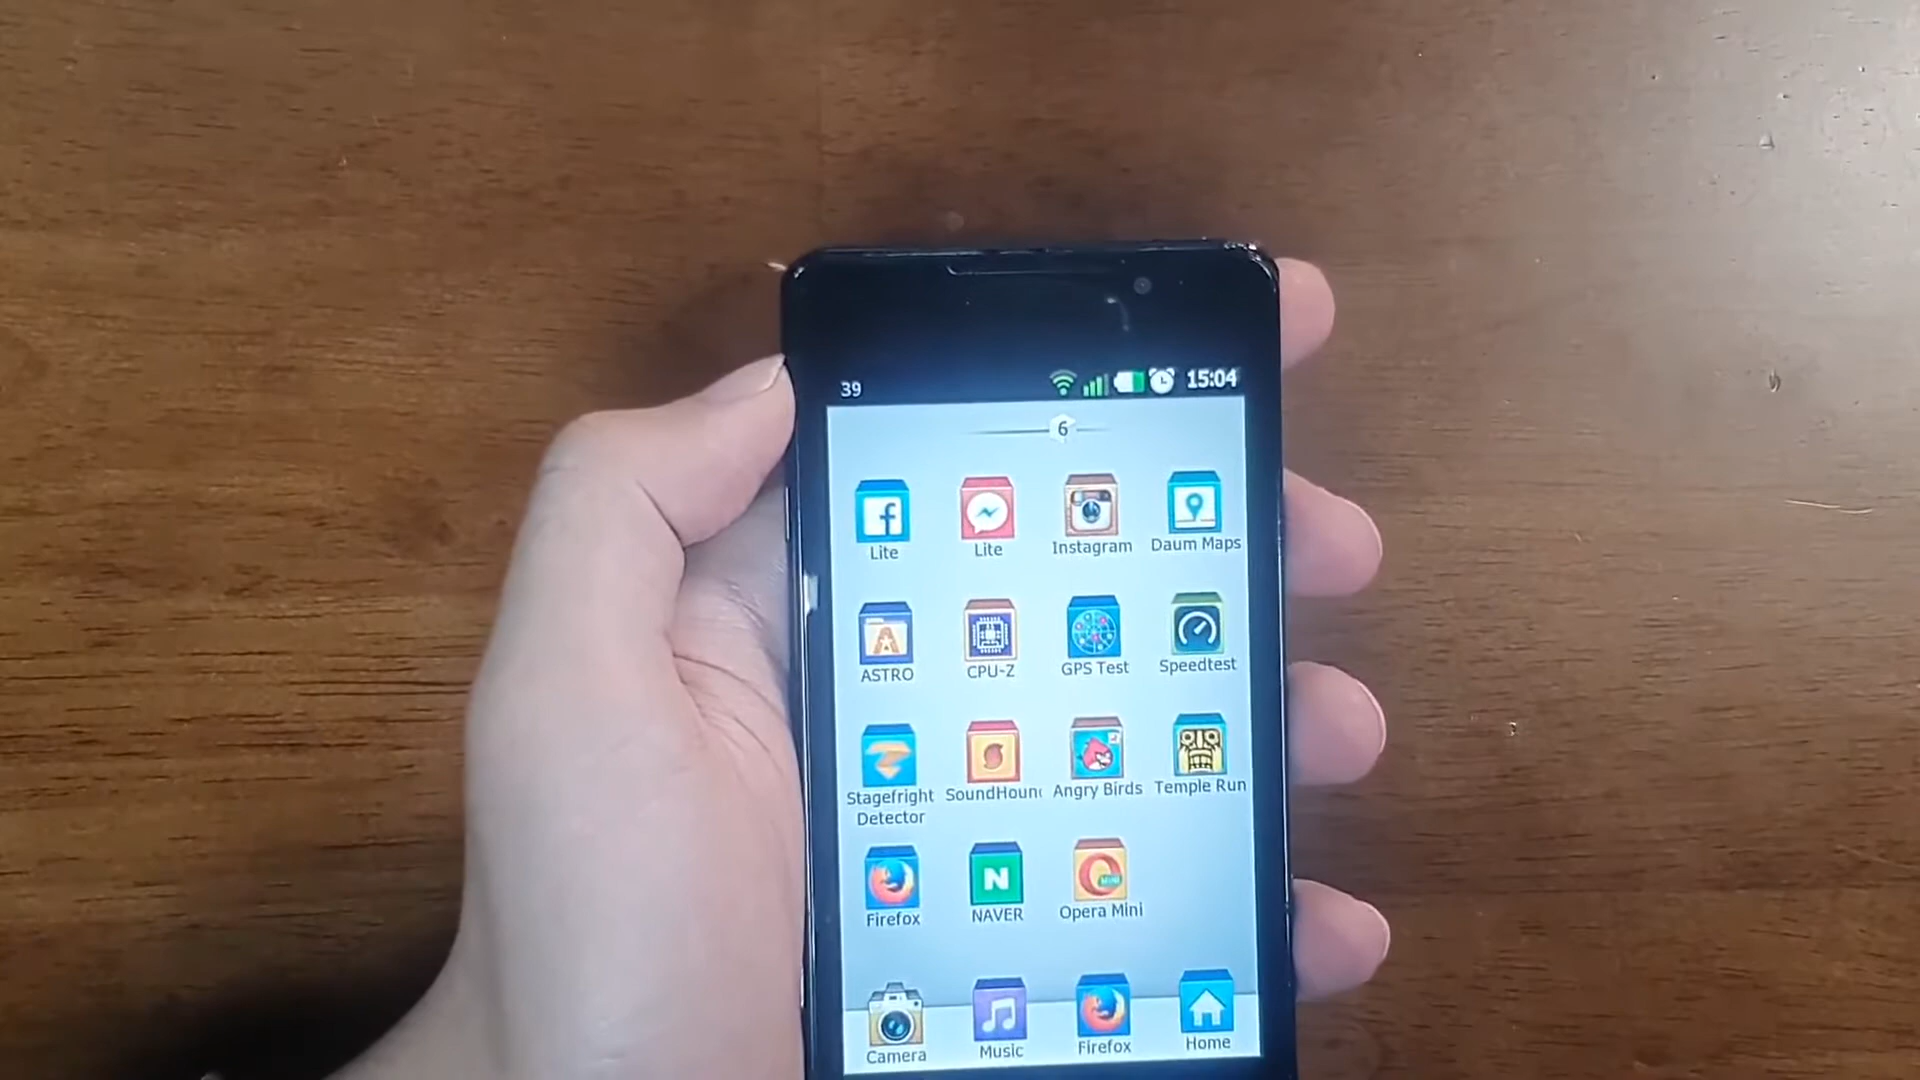 39 15:04
6
Lite Lite Instagram Daum Maps
ASTRO CPU-Z GPS Test Speedtest
Stagefright SoundHoun Angry Birds Temple Run
Detector
Firefox NAVER Opera Mini
Camera Music Firefox Home